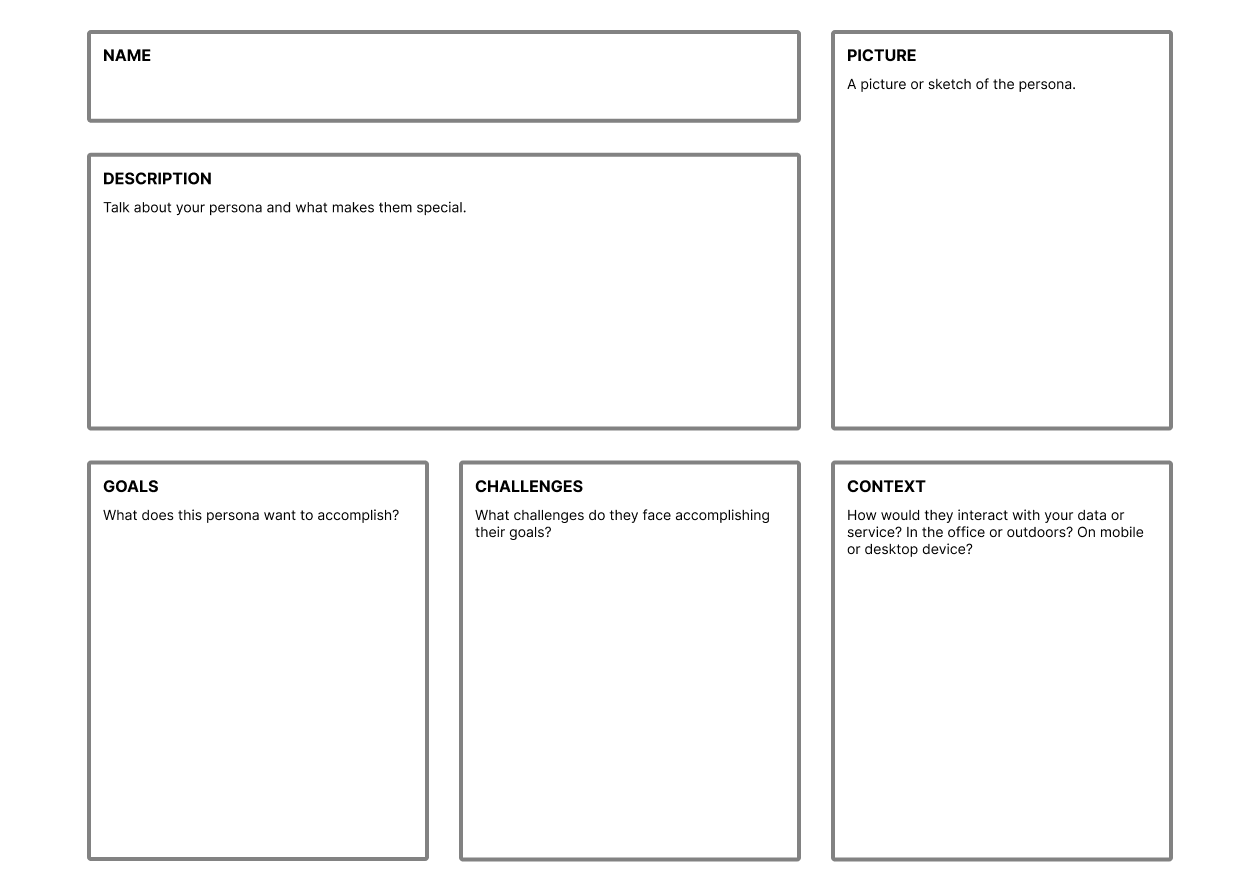 NAME
PICTURE
A picture or sketch of the persona.
DESCRIPTION
Talk about your persona and what makes them special.
GOALS
What does this persona want to accomplish?
CHALLENGES
What challenges do they face accomplishing
their goals?
CONTEXT
How would they interact with your data or
service? In the office or outdoors? On mobile
or desktop device?